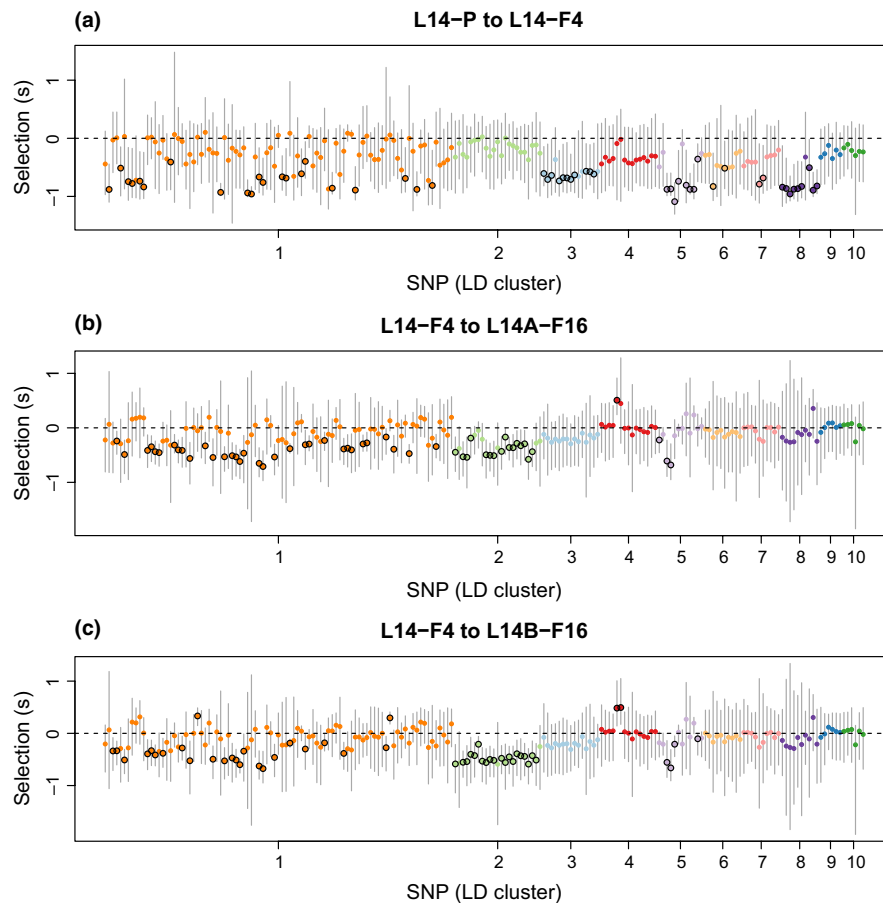 (a)
L14−P to L14−F4
Selection (s)
1
0
−1
1 2 3 4 5 6 7 8 9 10
SNP (LD cluster)
(b)
L14−F4 to L14A−F16
Selection (s)
1
0
−1
1 2 3 4 5 6 7 8 9 10
SNP (LD cluster)
(c)
L14−F4 to L14B−F16
Selection (s)
1
0
−1
1 2 3 4 5 6 7 8 9 10
SNP (LD cluster)